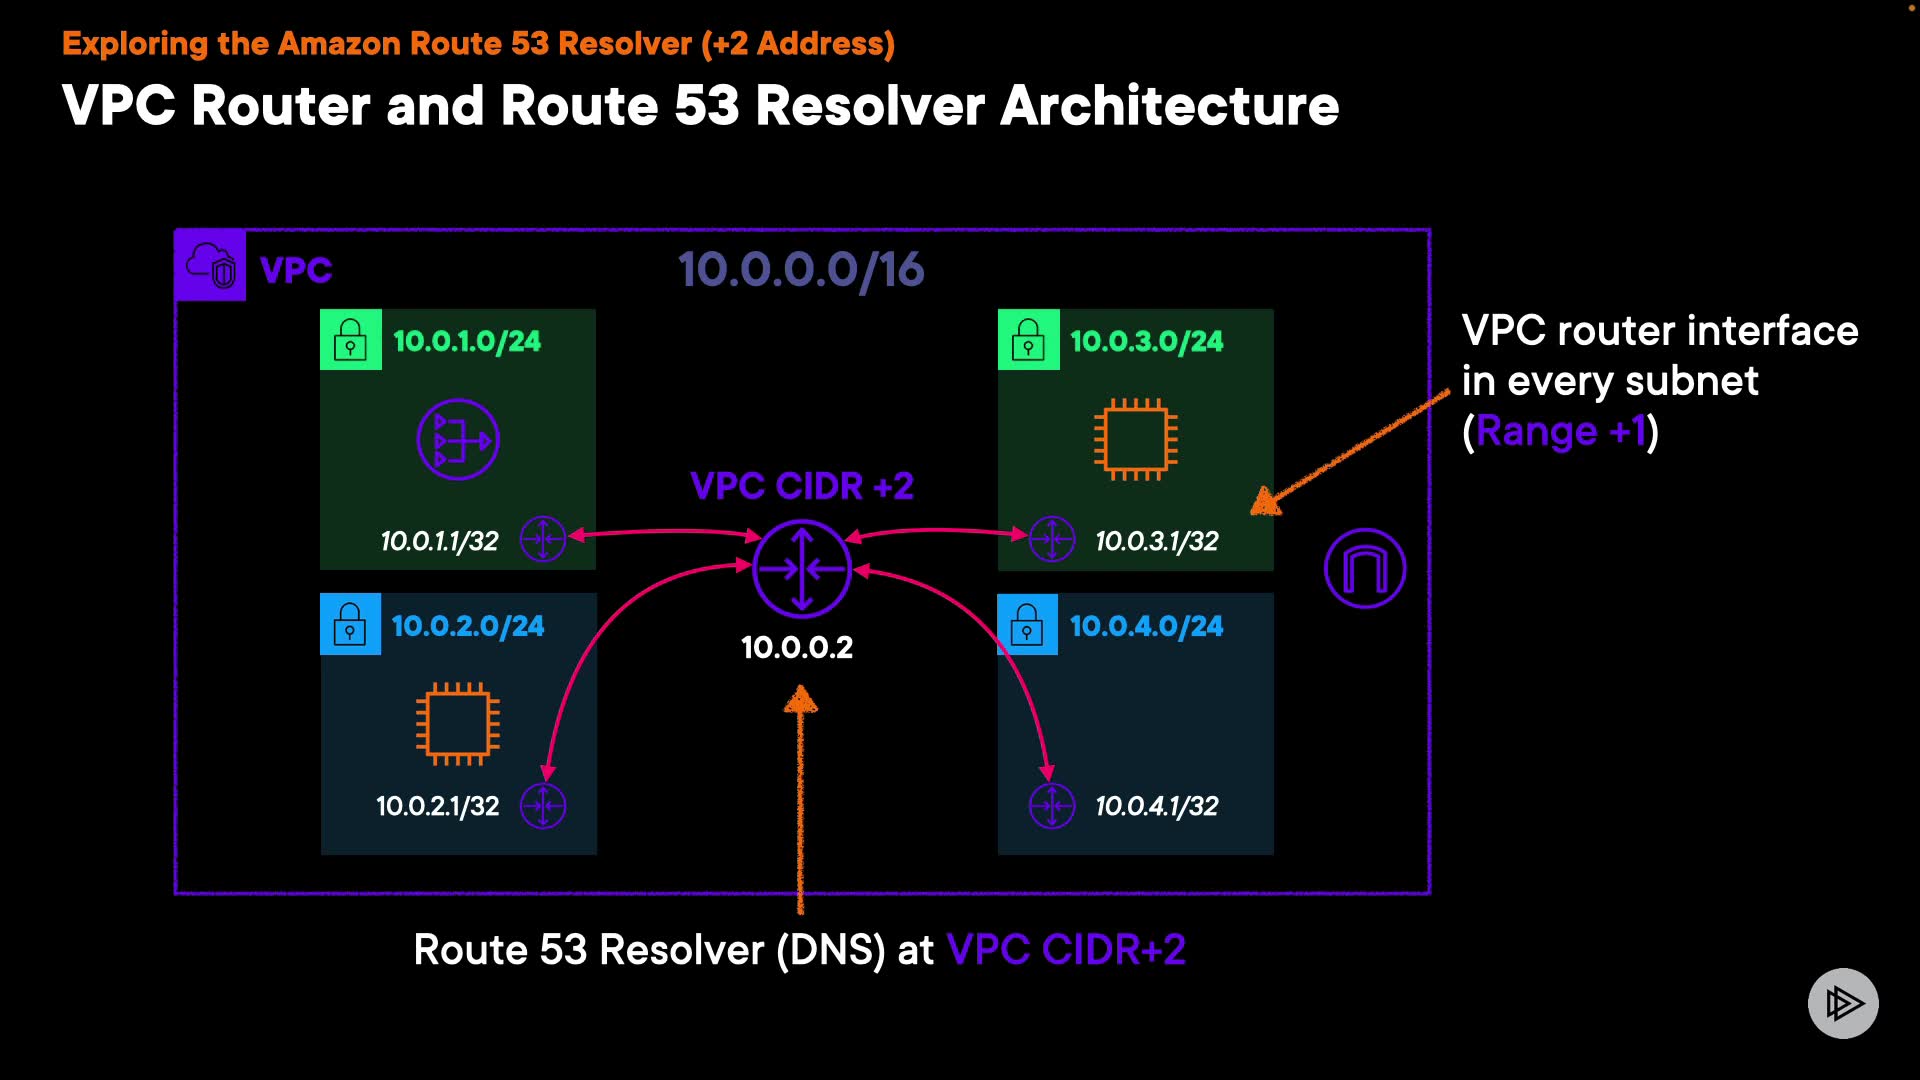 Exploring the Amazon Route 53 Resolver (+2 Address)
VPC Router and Route 53 Resolver Architecture
VPC
10.0.0.0/16
10.0.1.0/24
10.0.1.1/32
10.0.2.0/24
10.0.2.1/32
VPC CIDR +2
10.0.0.2
10.0.3.0/24
10.0.3.1/32
10.0.4.0/24
10.0.4.1/32
VPC router interface
in every subnet
(Range +1)
Route 53 Resolver (DNS) at VPC CIDR+2